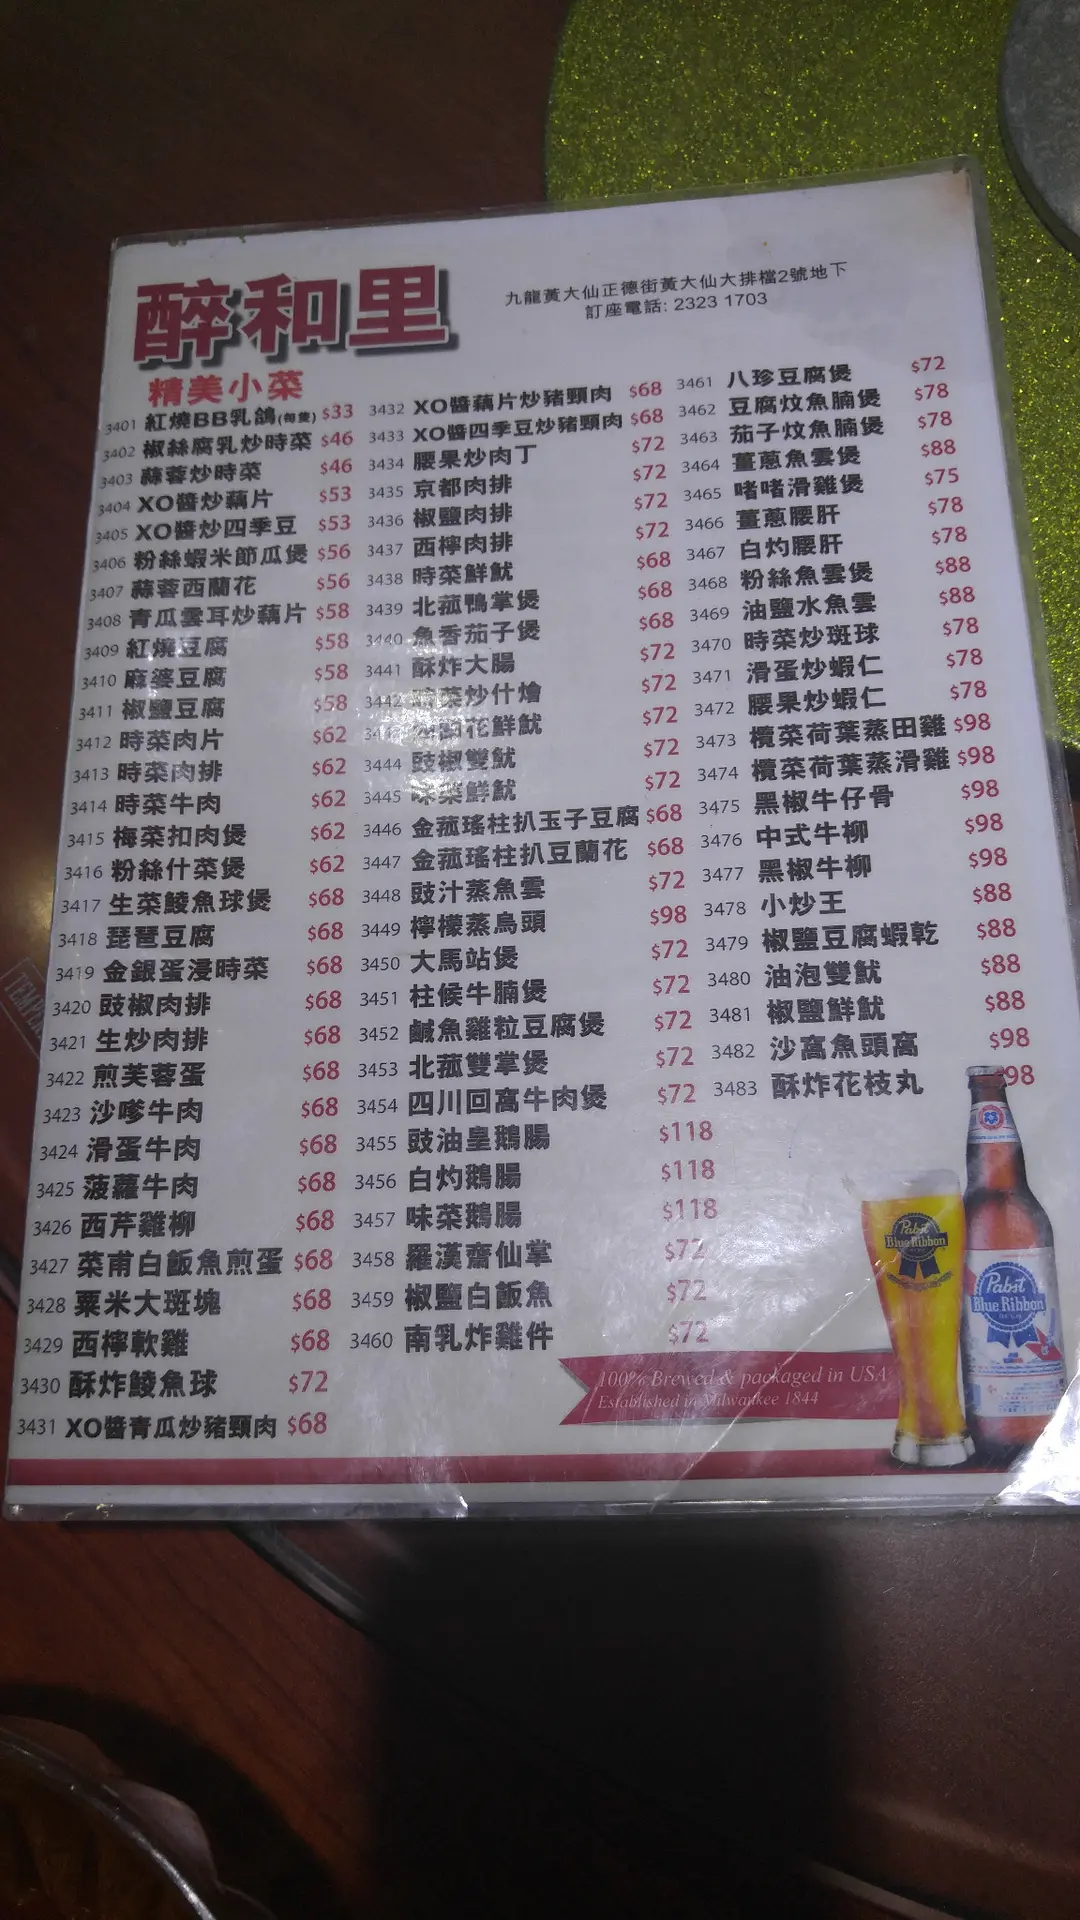 醉和里
九龍黃大仙正德街黃大仙大排檔2號地下
訂座電話: 2323 1703
精美小菜
3401 紅燒BB乳鴿(每隻) $33
3402 椒絲腐乳炒時菜 $46
3403 蒜蓉炒時菜 $46
3404 XO醬炒藕片 $53
3405 XO醬炒四季豆 $53
3406 粉絲蝦米節瓜煲 $56
3407 蒜蓉西蘭花 $56
3408 青瓜雲耳炒藕片 $58
3409 紅燒豆腐 $58
3410 麻婆豆腐 $58
3411 椒鹽豆腐 $58
3412 時菜肉片 $62
3413 時菜肉排 $62
3414 時菜牛肉 $62
3415 梅菜扣肉煲 $62
3416 粉絲什菜煲 $62
3417 生菜鯪魚球煲 $68
3418 琵琶豆腐 $68
3419 金銀蛋浸時菜 $68
3420 豉椒肉排 $68
3421 生炒肉排 $68
3422 煎芙蓉蛋 $68
3423 沙嗲牛肉 $68
3424 滑蛋牛肉 $68
3425 菠蘿牛肉 $68
3426 西芹雞柳 $68
3427 菜甫白飯魚煎蛋 $68
3428 粟米大斑塊 $68
3429 西檸軟雞 $68
3430 酥炸鯪魚球 $72
3431 XO醬青瓜炒豬頸肉 $68
3432 XO醬藕片炒豬頸肉 $68
3433 XO醬四季豆炒豬頸肉 $68
3434 腰果炒肉丁 $72
3435 京都肉排 $72
3436 椒鹽肉排 $72
3437 西檸肉排 $72
3438 時菜鮮魷 $68
3439 北菰鴨掌煲 $68
3440 魚香茄子煲 $68
3441 酥炸大腸 $72
3442 時菜炒什燴 $72
花鮮魷 $72
3444 豉椒雙魷 $72
3445 味菜鮮魷 $72
3446 金菰瑤柱扒玉子豆腐 $68
3447 金菰瑤柱扒豆蘭花 $68
3448 豉汁蒸魚雲 $72
3449 檸檬蒸烏頭 $98
3450 大馬站煲 $72
3451 柱候牛腩煲 $72
3452 鹹魚雞粒豆腐煲 $72
3453 北菰雙掌煲 $72
3454 四川回窩牛肉煲 $72
3455 豉油皇鵝腸 $118
3456 白灼鵝腸 $118
3457 味菜鵝腸 $118
3458 羅漢齋仙掌 $72
3459 椒鹽白飯魚 $72
3460 南乳炸雞件 $72
3461 八珍豆腐煲 $72
3462 豆腐炆魚腩煲 $78
3463 茄子炆魚腩煲 $78
3464 薑蔥魚雲煲 $88
3465 啫啫滑雞煲 $75
3466 薑蔥腰肝 $78
3467 白灼腰肝 $78
3468 粉絲魚雲煲 $88
3469 油鹽水魚雲 $88
3470 時菜炒斑球 $78
3471 滑蛋炒蝦仁 $78
3472 腰果炒蝦仁 $78
3473 欖菜荷葉蒸田雞 $98
3474 欖菜荷葉蒸滑雞 $98
3475 黑椒牛仔骨 $98
3476 中式牛柳 $98
3477 黑椒牛柳 $98
3478 小炒王 $88
3479 椒鹽豆腐蝦乾 $88
3480 油泡雙魷 $88
3481 椒鹽鮮魷 $88
3482 沙窩魚頭窩 $98
3483 酥炸花枝丸 98
100% Brewed & packaged in USA
Established in Milwaukee 1844
Pabst
Blue Ribbon
Pabst
Blue Ribbon